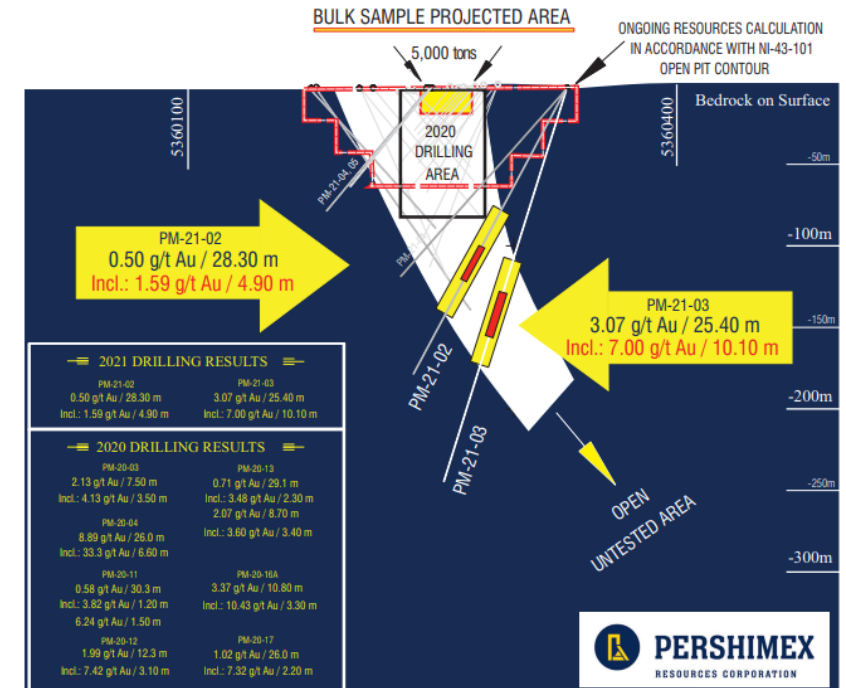 BULK SAMPLE PROJECTED AREA
5,000 tons
ONGOING RESOURCES CALCULATION
IN ACCORDANCE WITH NI-43-101
OPEN PIT CONTOUR
5360100
5360400
Bedrock on Surface
2020
DRILLING
AREA
PM-21-04, 05
-50m
-100m
-150m
-200m
-250m
-300m
PM-21-02
0.50 g/t Au / 28.30 m
Incl.: 1.59 g/t Au / 4.90 m
PM-21-03
3.07 g/t Au / 25.40 m
Incl.: 7.00 g/t Au / 10.10 m
PM-21-02
PM-21-03
OPEN
UNTESTED AREA
2021 DRILLING RESULTS
PM-21-02
0.50 g/t Au / 28.30 m
Incl.: 1.59 g/t Au / 4.90 m
PM-21-03
3.07 g/t Au / 25.40 m
Incl.: 7.00 g/t Au / 10.10 m
2020 DRILLING RESULTS
PM-20-03
2.13 g/t Au / 7.50 m
Incl.: 4.13 g/t Au / 3.50 m
PM-20-04
8.89 g/t Au / 26.0 m
Incl.: 33.3 g/t Au / 6.60 m
PM-20-11
0.58 g/t Au / 30.3 m
Incl.: 3.82 g/t Au / 1.20 m
6.24 g/t Au / 1.50 m
PM-20-12
1.99 g/t Au / 12.3 m
Incl.: 7.42 g/t Au / 3.10 m
PM-20-13
0.71 g/t Au / 29.1 m
Incl.: 3.48 g/t Au / 2.30 m
2.07 g/t Au / 8.70 m
Incl.: 3.60 g/t Au / 3.40 m
PM-20-16A
3.37 g/t Au / 10.80 m
Incl.: 10.43 g/t Au / 3.30 m
PM-20-17
1.02 g/t Au / 26.0 m
Incl.: 7.32 g/t Au / 2.20 m
PERSHIMEX
RESOURCES CORPORATION